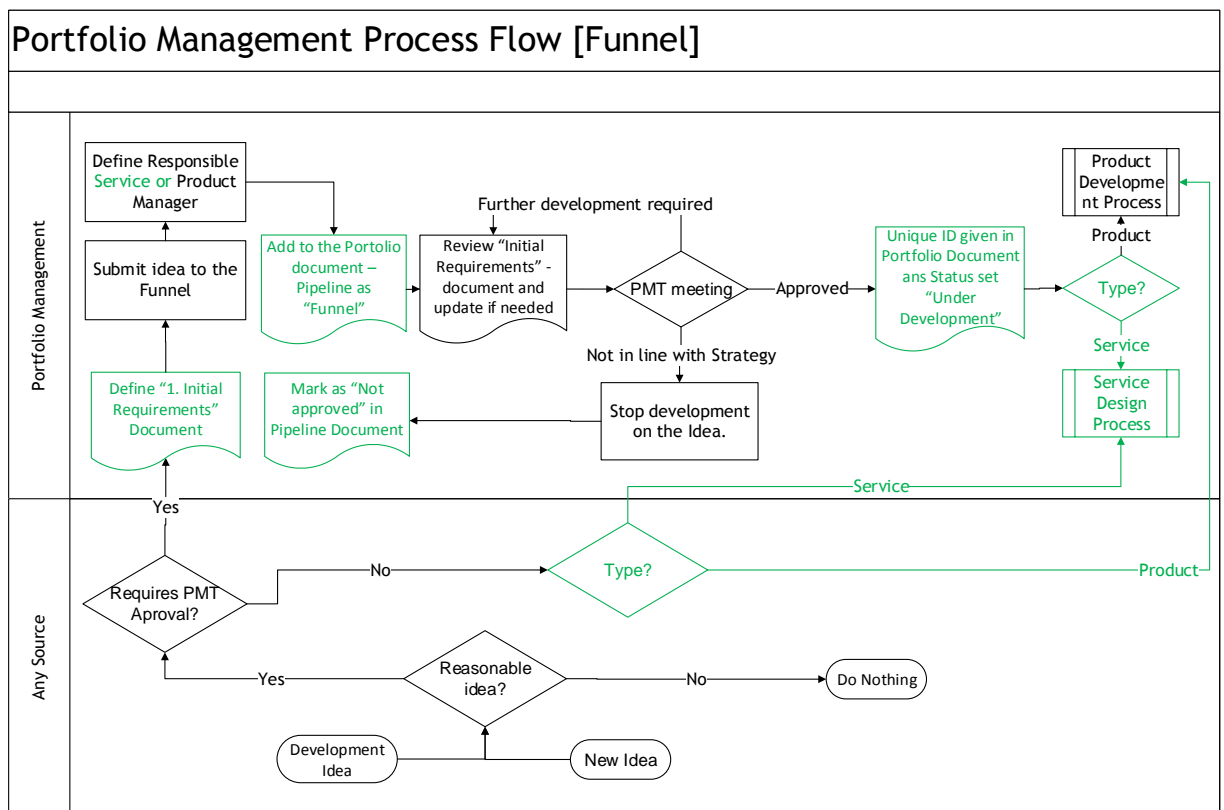 Portfolio Management Process Flow [Funnel]
Portfolio Management
Define Responsible
Service or Product
Manager
Submit idea to the
Funnel
Define “1. Initial
Requirements”
Document
Add to the Portolio
document –
Pipeline as
“Funnel”
Further development required
Review “Initial
Requirements” -
document and
update if needed
PMT meeting
Approved
Unique ID given in
Portfolio Document
ans Status set
“Under
Development”
Type?
Product
Product
Developme
nt Process
Service
Service
Design
Process
Not in line with Strategy
Stop development
on the Idea.
Mark as “Not
approved” in
Pipeline Document
Service
Any Source
Yes
Requires PMT
Aproval?
No
Type?
Product
Yes
Reasonable
idea?
No
Do Nothing
Development
Idea
New Idea